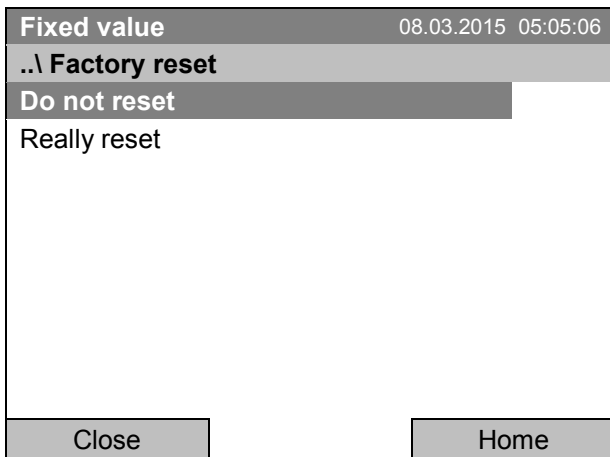 Fixed value 08.03.2015 05:05:06
..\ Factory reset
Do not reset
Really reset
Close Home